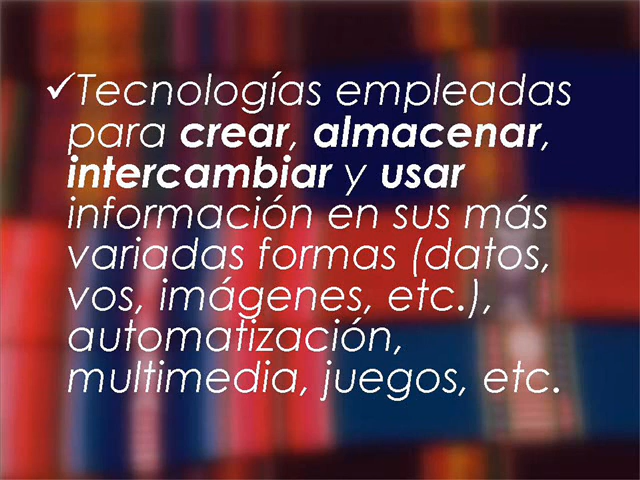 ✓Tecnologías empleadas
para crear, almacenar,
intercambiar y usar
información en sus más
variadas formas (datos,
vos, imágenes, etc.),
automatización,
multimedia, juegos, etc.